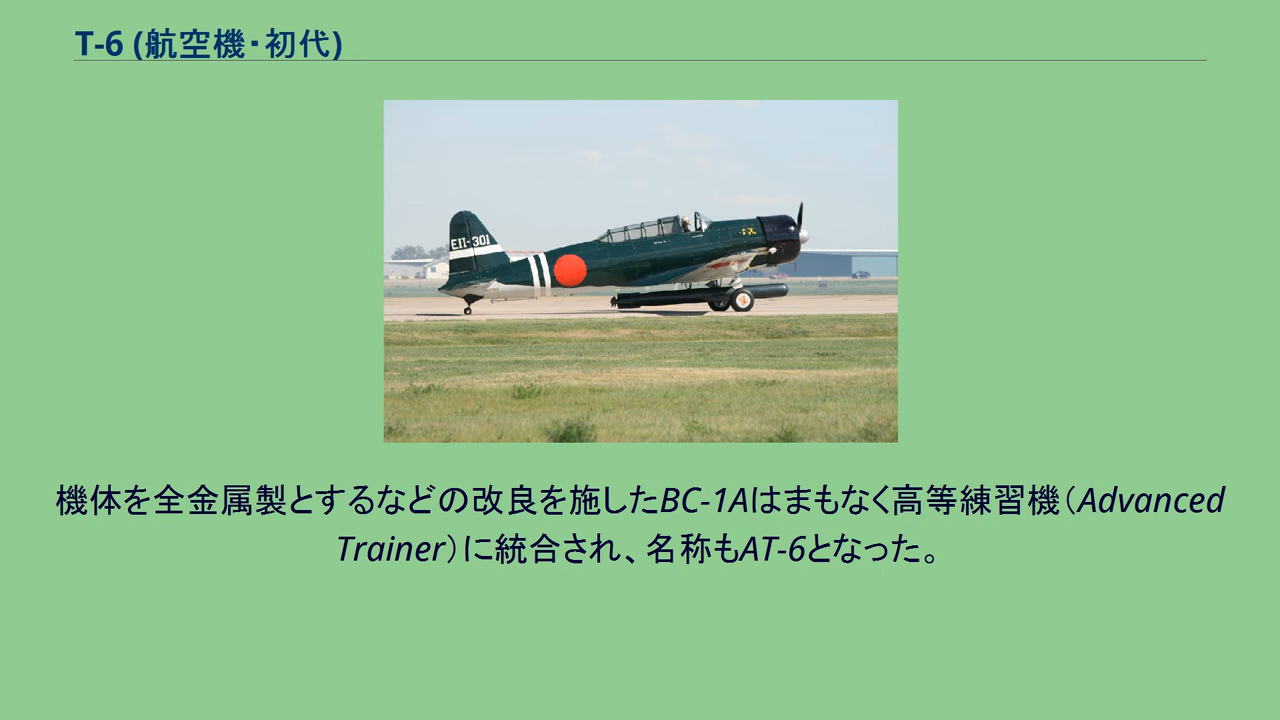 T-6 (航空機・初代)
EII-301
機体を全金属製とするなどの改良を施したBC-1Aはまもなく高等練習機（Advanced
Trainer）に統合され、名称もAT-6となった。